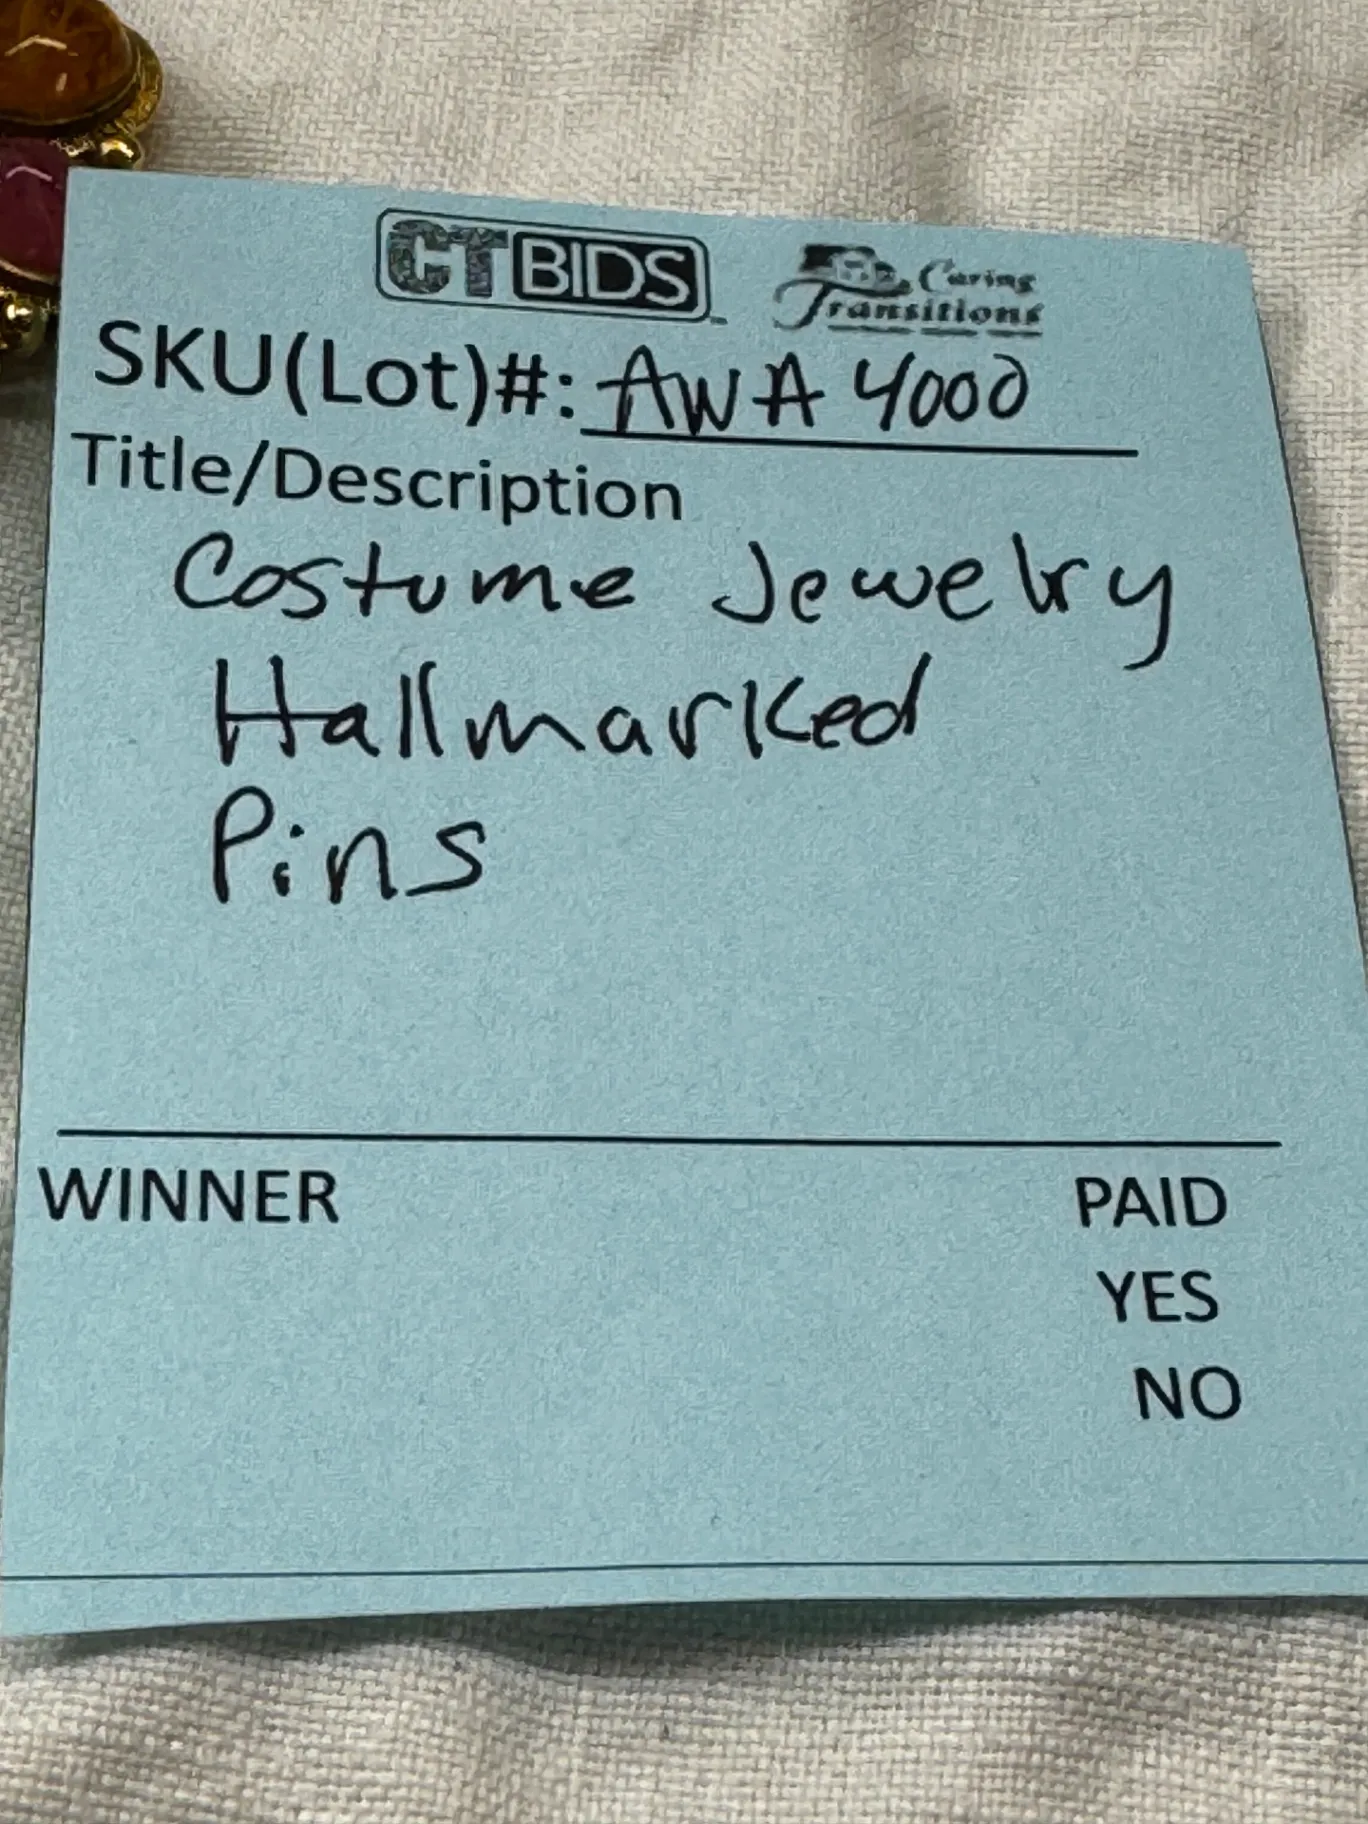 CTBIDS Caring
Transitions
SKU(Lot)#: AWA 4000
Title/Description
Costume Jewelry
Hallmarked
Pins
WINNER PAID
YES
NO